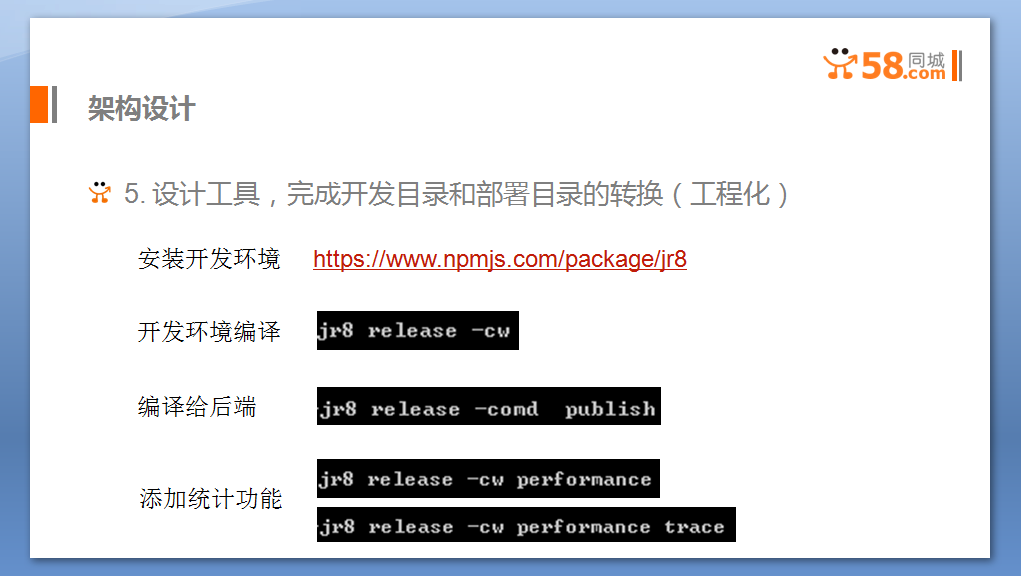 58同城.com
架构设计
5. 设计工具，完成开发目录和部署目录的转换（工程化）
安装开发环境 https://www.npmjs.com/package/jr8
开发环境编译 jr8 release -cw
编译给后端 jr8 release -comd publish
添加统计功能 jr8 release -cw performance
jr8 release -cw performance trace